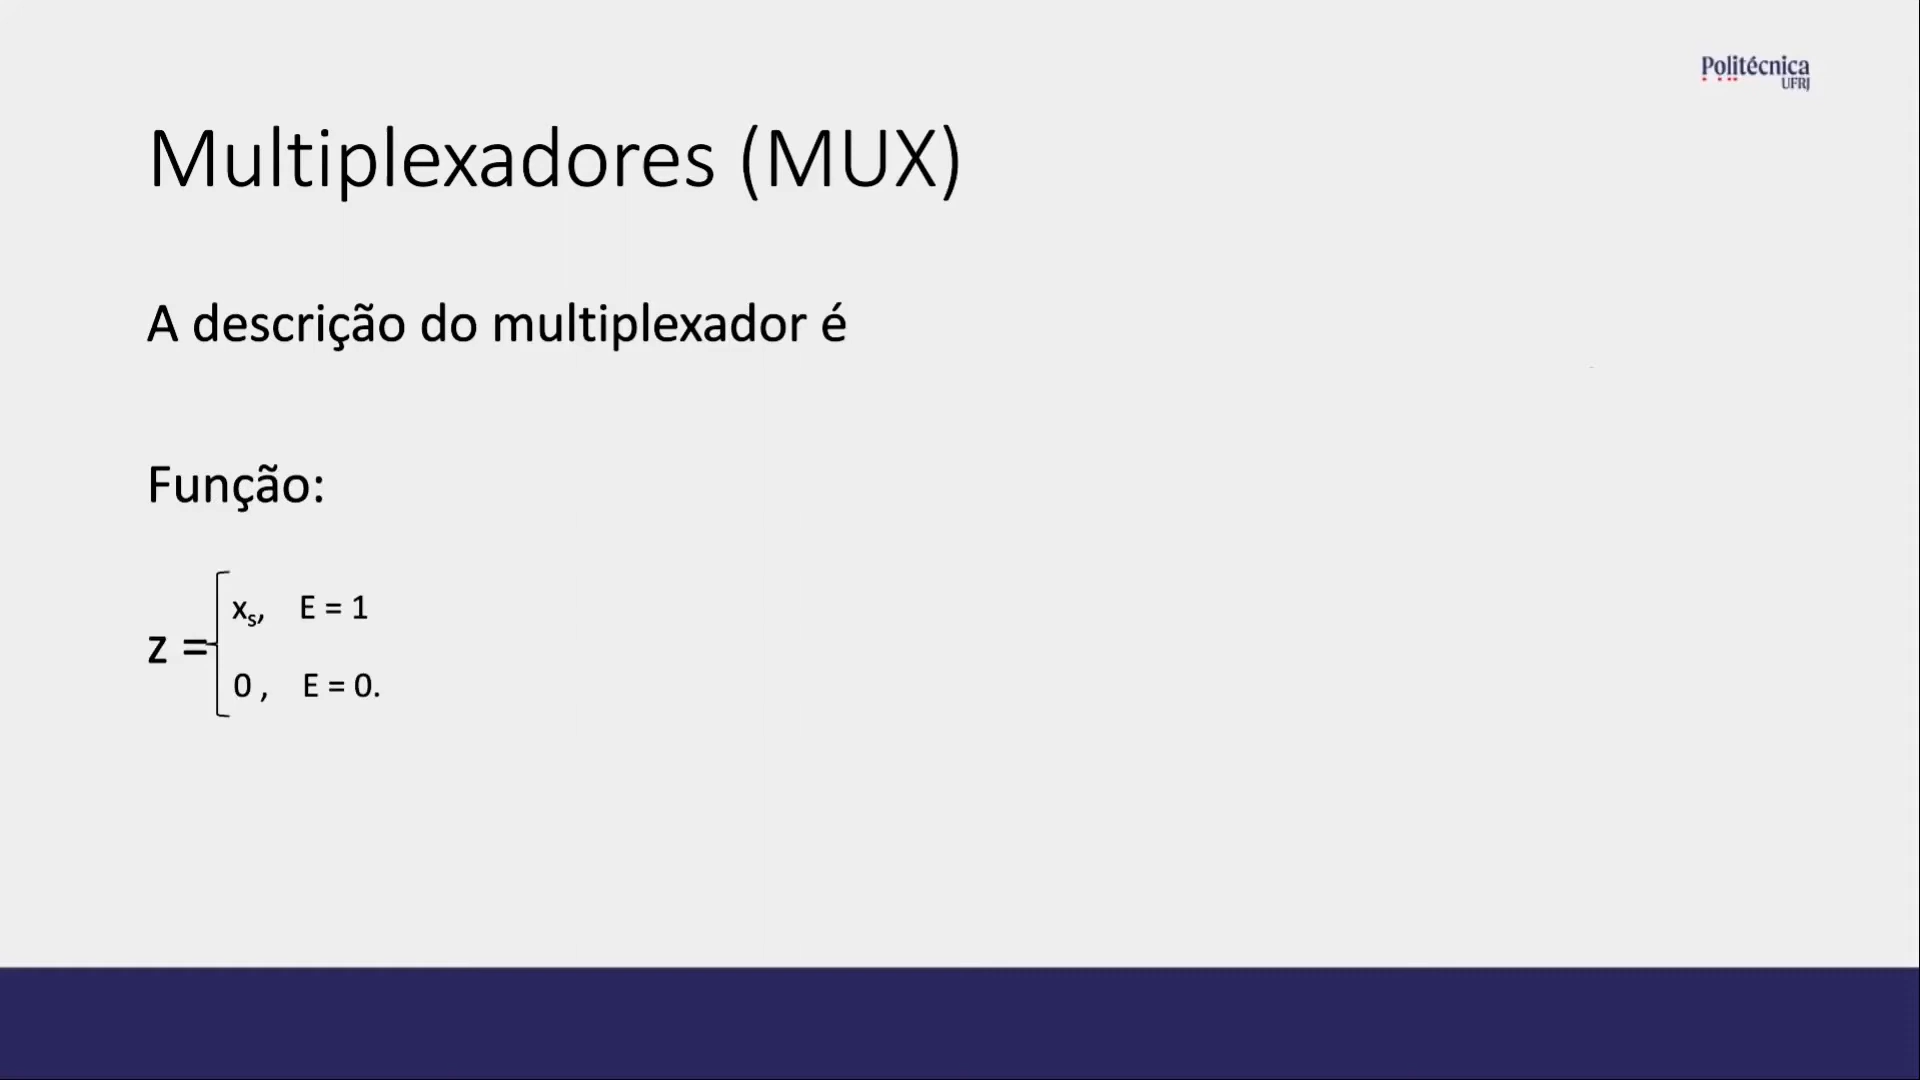 Politécnica
UFRJ
Multiplexadores (MUX)
A descrição do multiplexador é
Função:
z =
xₛ, E = 1
0 , E = 0.